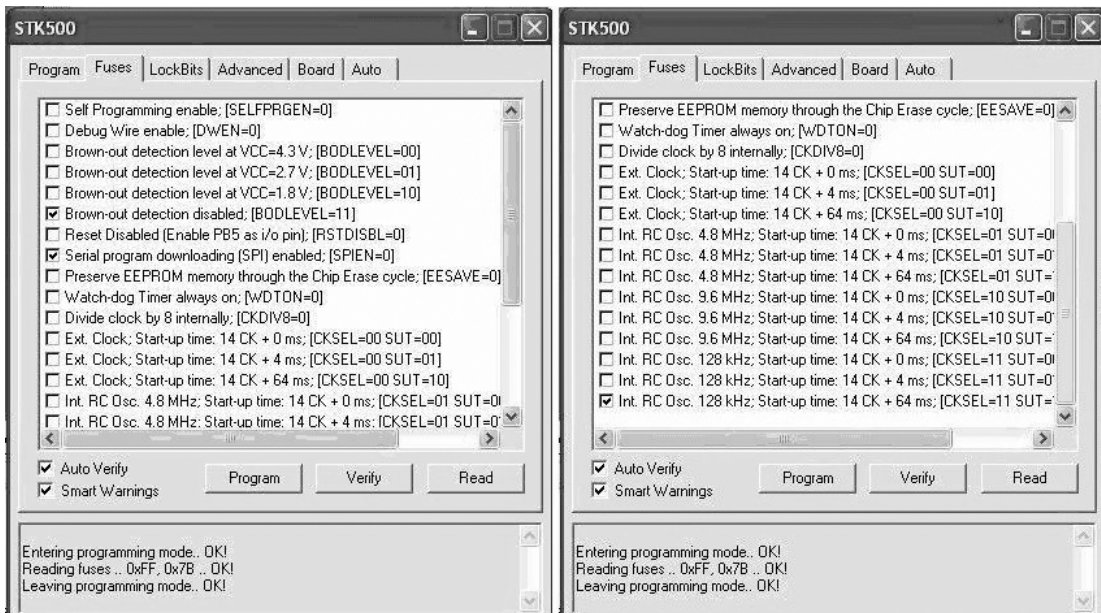 STK500
Program Fuses LockBits Advanced Board Auto
Self Programming enable; [SELFPRGEN=0]
Debug Wire enable; [DWEN=0]
Brown-out detection level at VCC=4.3 V; [BODLEVEL=00]
Brown-out detection level at VCC=2.7 V; [BODLEVEL=01]
Brown-out detection level at VCC=1.8 V; [BODLEVEL=10]
Brown-out detection disabled; [BODLEVEL=11]
Reset Disabled (Enable PB5 as i/o pin); [RSTDISBL=0]
Serial program downloading (SPI) enabled; [SPIEN=0]
Preserve EEPROM memory through the Chip Erase cycle; [EESAVE=0]
Watch-dog Timer always on; [WDTON=0]
Divide clock by 8 internally; [CKDIV8=0]
Ext. Clock; Start-up time: 14 CK + 0 ms; [CKSEL=00 SUT=00]
Ext. Clock; Start-up time: 14 CK + 4 ms; [CKSEL=00 SUT=01]
Ext. Clock; Start-up time: 14 CK + 64 ms; [CKSEL=00 SUT=10]
Int. RC Osc. 4.8 MHz; Start-up time: 14 CK + 0 ms; [CKSEL=01 SUT=0
Int. RC Osc. 4.8 MHz; Start-up time: 14 CK + 4 ms; [CKSEL=01 SUT=0
Auto Verify
Smart Warnings
Program Verify Read
Entering programming mode.. OK!
Reading fuses .. 0xFF, 0x7B .. OK!
Leaving programming mode.. OK!
STK500
Program Fuses LockBits Advanced Board Auto
Preserve EEPROM memory through the Chip Erase cycle; [EESAVE=0]
Watch-dog Timer always on; [WDTON=0]
Divide clock by 8 internally; [CKDIV8=0]
Ext. Clock; Start-up time: 14 CK + 0 ms; [CKSEL=00 SUT=00]
Ext. Clock; Start-up time: 14 CK + 4 ms; [CKSEL=00 SUT=01]
Ext. Clock; Start-up time: 14 CK + 64 ms; [CKSEL=00 SUT=10]
Int. RC Osc. 4.8 MHz; Start-up time: 14 CK + 0 ms; [CKSEL=01 SUT=0
Int. RC Osc. 4.8 MHz; Start-up time: 14 CK + 4 ms; [CKSEL=01 SUT=0
Int. RC Osc. 4.8 MHz; Start-up time: 14 CK + 64 ms; [CKSEL=01 SUT=
Int. RC Osc. 9.6 MHz; Start-up time: 14 CK + 0 ms; [CKSEL=10 SUT=0
Int. RC Osc. 9.6 MHz; Start-up time: 14 CK + 4 ms; [CKSEL=10 SUT=0
Int. RC Osc. 9.6 MHz; Start-up time: 14 CK + 64 ms; [CKSEL=10 SUT=
Int. RC Osc. 128 kHz; Start-up time: 14 CK + 0 ms; [CKSEL=11 SUT=0
Int. RC Osc. 128 kHz; Start-up time: 14 CK + 4 ms; [CKSEL=11 SUT=0
Int. RC Osc. 128 kHz; Start-up time: 14 CK + 64 ms; [CKSEL=11 SUT=
Auto Verify
Smart Warnings
Program Verify Read
Entering programming mode.. OK!
Reading fuses .. 0xFF, 0x7B .. OK!
Leaving programming mode.. OK!